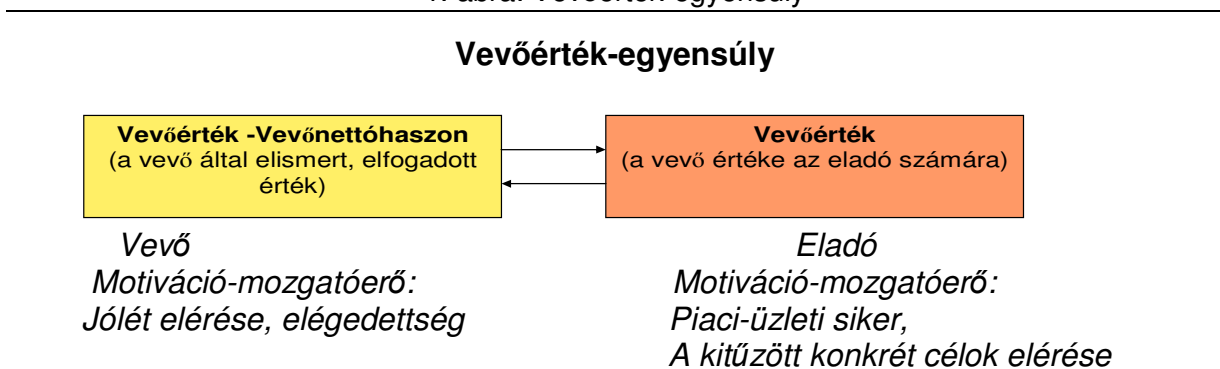 Vevőérték-egyensúly
Vevőérték -Vevőnettóhaszon
(a vevő által elismert, elfogadott
érték)
Vevőérték
(a vevő értéke az eladó számára)
Vevő
Motiváció-mozgatóerő:
Jólét elérése, elégedettség
Eladó
Motiváció-mozgatóerő:
Piaci-üzleti siker,
A kitűzött konkrét célok elérése